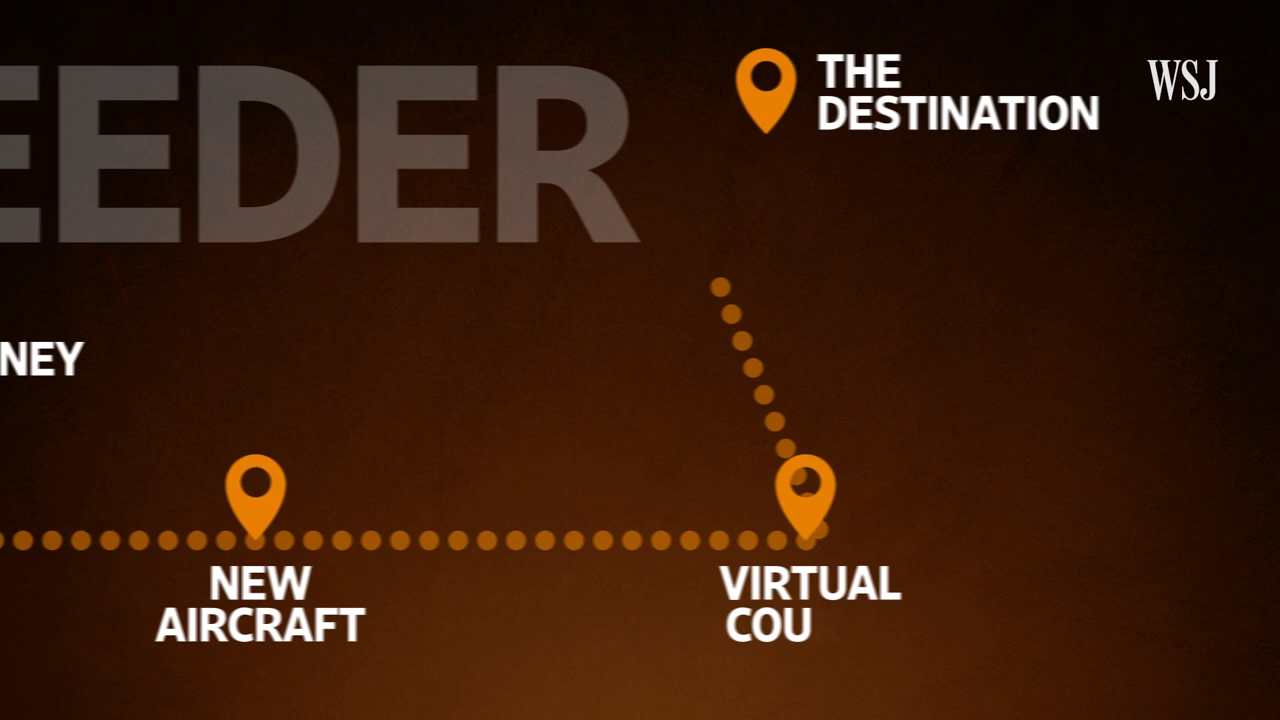 EEDER
THE
DESTINATION
WSJ
NEY
NEW
AIRCRAFT
VIRTUAL
COU